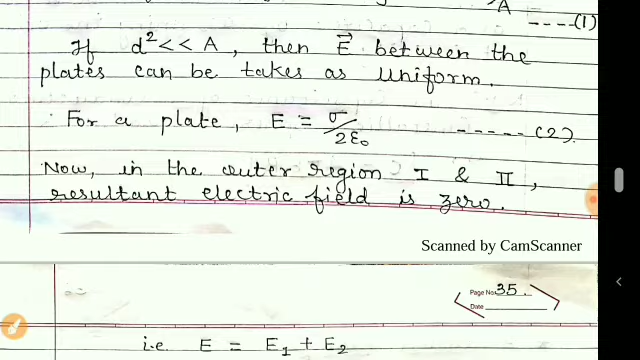 A ----(1)
If d² << A, then E⃗ between the
plates can be takes as uniform.
For a plate, E = σ/2ε₀ -----(2).
Now, in the outer region I & II,
resultant electric field is zero.
Scanned by CamScanner
Page No. 35.
Date
i.e. E = E₁ + E₂